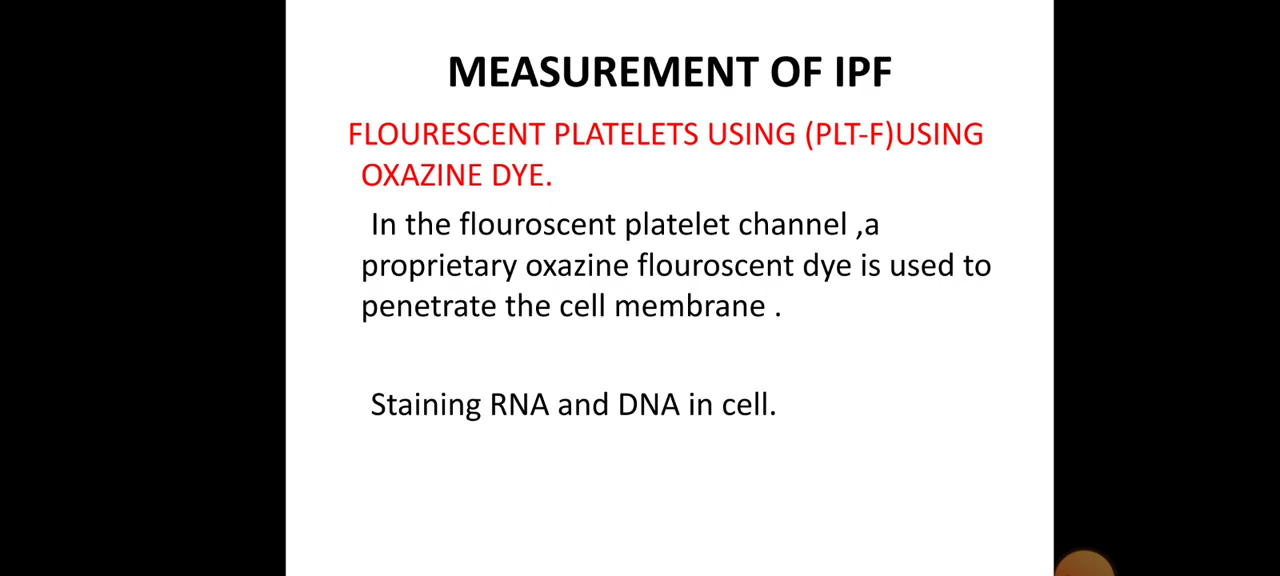 MEASUREMENT OF IPF
FLOURESCENT PLATELETS USING (PLT-F)USING
OXAZINE DYE.
In the flouroscent platelet channel ,a
proprietary oxazine flouroscent dye is used to
penetrate the cell membrane .
Staining RNA and DNA in cell.